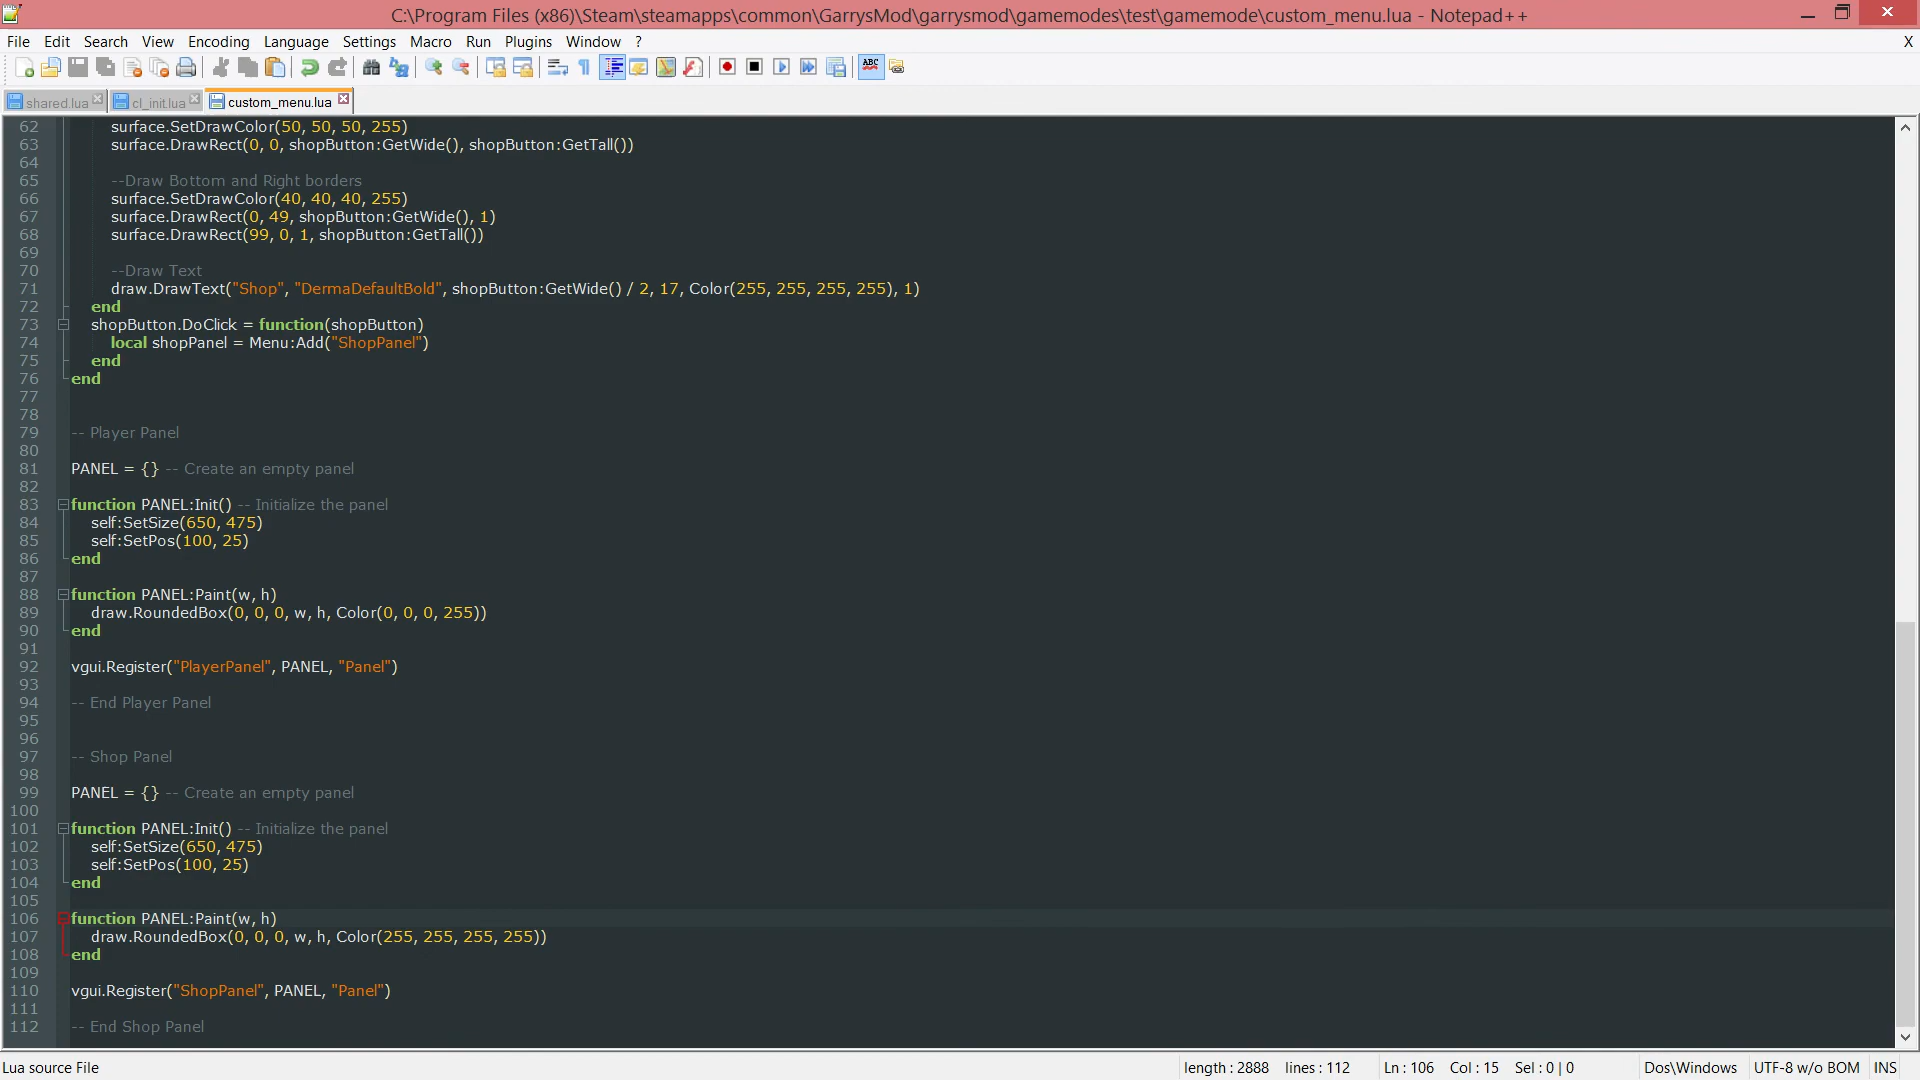 C:\Program Files (x86)\Steam\steamapps\common\GarrysMod\garrysmod\gamemodes\test\gamemode\custom_menu.lua - Notepad++
File Edit Search View Encoding Language Settings Macro Run Plugins Window ? X
ABC
shared.lua cl_init.lua custom_menu.lua
62 surface.SetDrawColor(50, 50, 50, 255)
63 surface.DrawRect(0, 0, shopButton:GetWide(), shopButton:GetTall())
64
65 --Draw Bottom and Right borders
66 surface.SetDrawColor(40, 40, 40, 255)
67 surface.DrawRect(0, 49, shopButton:GetWide(), 1)
68 surface.DrawRect(99, 0, 1, shopButton:GetTall())
69
70 --Draw Text
71 draw.DrawText("Shop", "DermaDefaultBold", shopButton:GetWide() / 2, 17, Color(255, 255, 255, 255), 1)
72 end
73 shopButton.DoClick = function(shopButton)
74 local shopPanel = Menu:Add("ShopPanel")
75 end
76 end
77
78
79 -- Player Panel
80
81 PANEL = {} -- Create an empty panel
82
83 function PANEL:Init() -- Initialize the panel
84 self:SetSize(650, 475)
85 self:SetPos(100, 25)
86 end
87
88 function PANEL:Paint(w, h)
89 draw.RoundedBox(0, 0, 0, w, h, Color(0, 0, 0, 255))
90 end
91
92 vgui.Register("PlayerPanel", PANEL, "Panel")
93
94 -- End Player Panel
95
96
97 -- Shop Panel
98
99 PANEL = {} -- Create an empty panel
100
101 function PANEL:Init() -- Initialize the panel
102 self:SetSize(650, 475)
103 self:SetPos(100, 25)
104 end
105
106 function PANEL:Paint(w, h)
107 draw.RoundedBox(0, 0, 0, w, h, Color(255, 255, 255, 255))
108 end
109
110 vgui.Register("ShopPanel", PANEL, "Panel")
111
112 -- End Shop Panel
Lua source File length : 2888 lines : 112 Ln : 106 Col : 15 Sel : 0 | 0 Dos\Windows UTF-8 w/o BOM INS